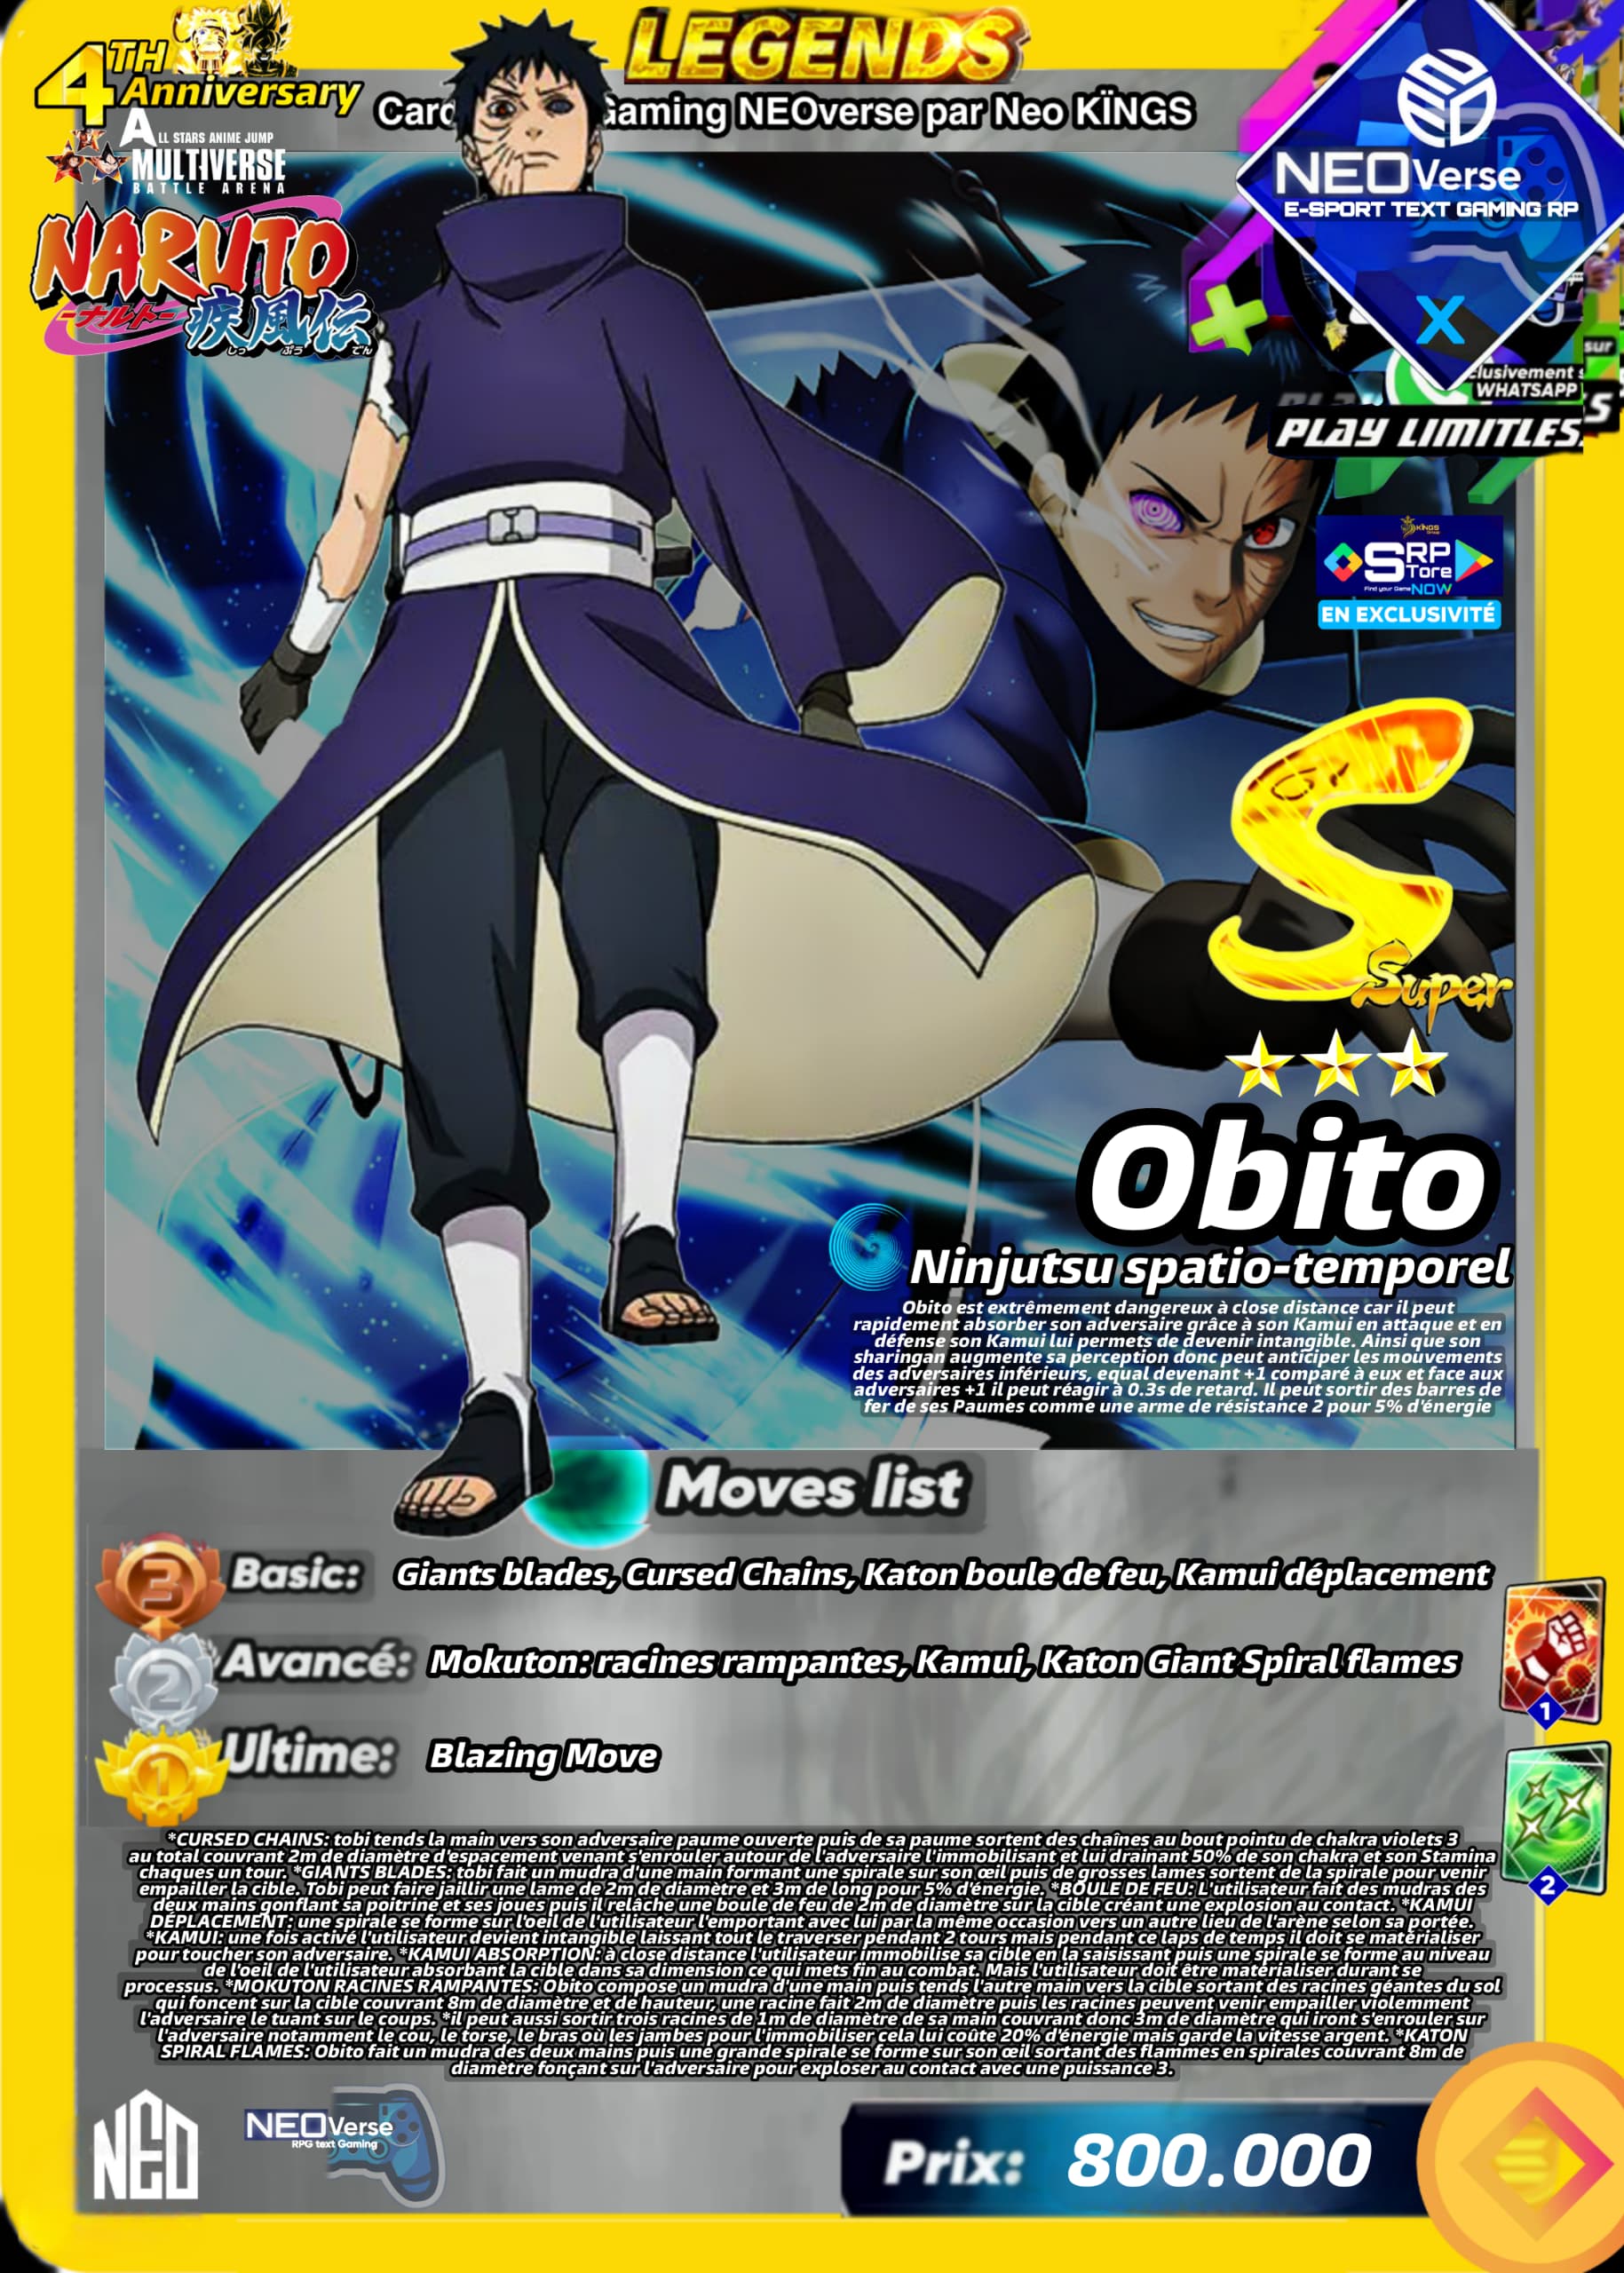 4TH
Anniversary
LEGENDS
Card Gaming NEOverse par Neo KÏNGS
ALL STARS ANIME JUMP
MULTIVERSE
BATTLE ARENA
NARUTO
-ナルト-
疾風伝
しっ ぷう でん
NEO Verse
E-SPORT TEXT GAMING RP
X
sur
clusivement s
WHATSAPP
PLAY LIMITLES
KINGS
SRP
Tore
Find your Game NOW
EN EXCLUSIVITÉ
S
Super
Obito
Ninjutsu spatio-temporel
Obito est extrêmement dangereux à close distance car il peut
rapidement absorber son adversaire grâce à son Kamui en attaque et en
défense son Kamui lui permets de devenir intangible. Ainsi que son
sharingan augmente sa perception donc peut anticiper les mouvements
des adversaires inférieurs, equal devenant +1 comparé à eux et face aux
adversaires +1 il peut réagir à 0.3s de retard. Il peut sortir des barres de
fer de ses Paumes comme une arme de résistance 2 pour 5% d'énergie
Moves list
3 Basic: Giants blades, Cursed Chains, Katon boule de feu, Kamui déplacement
2 Avancé: Mokuton: racines rampantes, Kamui, Katon Giant Spiral flames
1
1 Ultime: Blazing Move
2
*CURSED CHAINS: tobi tends la main vers son adversaire paume ouverte puis de sa paume sortent des chaînes au bout pointu de chakra violets 3
au total couvrant 2m de diamètre d'espacement venant s'enrouler autour de l'adversaire l'immobilisant et lui drainant 50% de son chakra et son Stamina
chaques un tour. *GIANTS BLADES: tobi fait un mudra d'une main formant une spirale sur son œil puis de grosses lames sortent de la spirale pour venir
empailler la cible. Tobi peut faire jaillir une lame de 2m de diamètre et 3m de long pour 5% d'énergie. *BOULE DE FEU: L'utilisateur fait des mudras des
deux mains gonflant sa poitrine et ses joues puis il relâche une boule de feu de 2m de diamètre sur la cible créant une explosion au contact. *KAMUI
DÉPLACEMENT: une spirale se forme sur l'oeil de l'utilisateur l'emportant avec lui par la même occasion vers un autre lieu de l'arène selon sa portée.
*KAMUI: une fois activé l'utilisateur devient intangible laissant tout le traverser pendant 2 tours mais pendant ce laps de temps il doit se matérialiser
pour toucher son adversaire. *KAMUI ABSORPTION: à close distance l'utilisateur immobilise sa cible en la saisissant puis une spirale se forme au niveau
de l'oeil de l'utilisateur absorbant la cible dans sa dimension ce qui mets fin au combat. Mais l'utilisateur doit être matérialiser durant se
processus. *MOKUTON RACINES RAMPANTES: Obito compose un mudra d'une main puis tends l'autre main vers la cible sortant des racines géantes du sol
qui foncent sur la cible couvrant 8m de diamètre et de hauteur, une racine fait 2m de diamètre puis les racines peuvent venir empailler violemment
l'adversaire le tuant sur le coups. *il peut aussi sortir trois racines de 1m de diamètre de sa main couvrant donc 3m de diamètre qui iront s'enrouler sur
l'adversaire notamment le cou, le torse, le bras où les jambes pour l'immobiliser cela lui coûte 20% d'énergie mais garde la vitesse argent. *KATON
SPIRAL FLAMES: Obito fait un mudra des deux mains puis une grande spirale se forme sur son œil sortant des flammes en spirales couvrant 8m de
diamètre fonçant sur l'adversaire pour exploser au contact avec une puissance 3.
NEO
NEO Verse
RPG text Gaming
Prix: 800.000